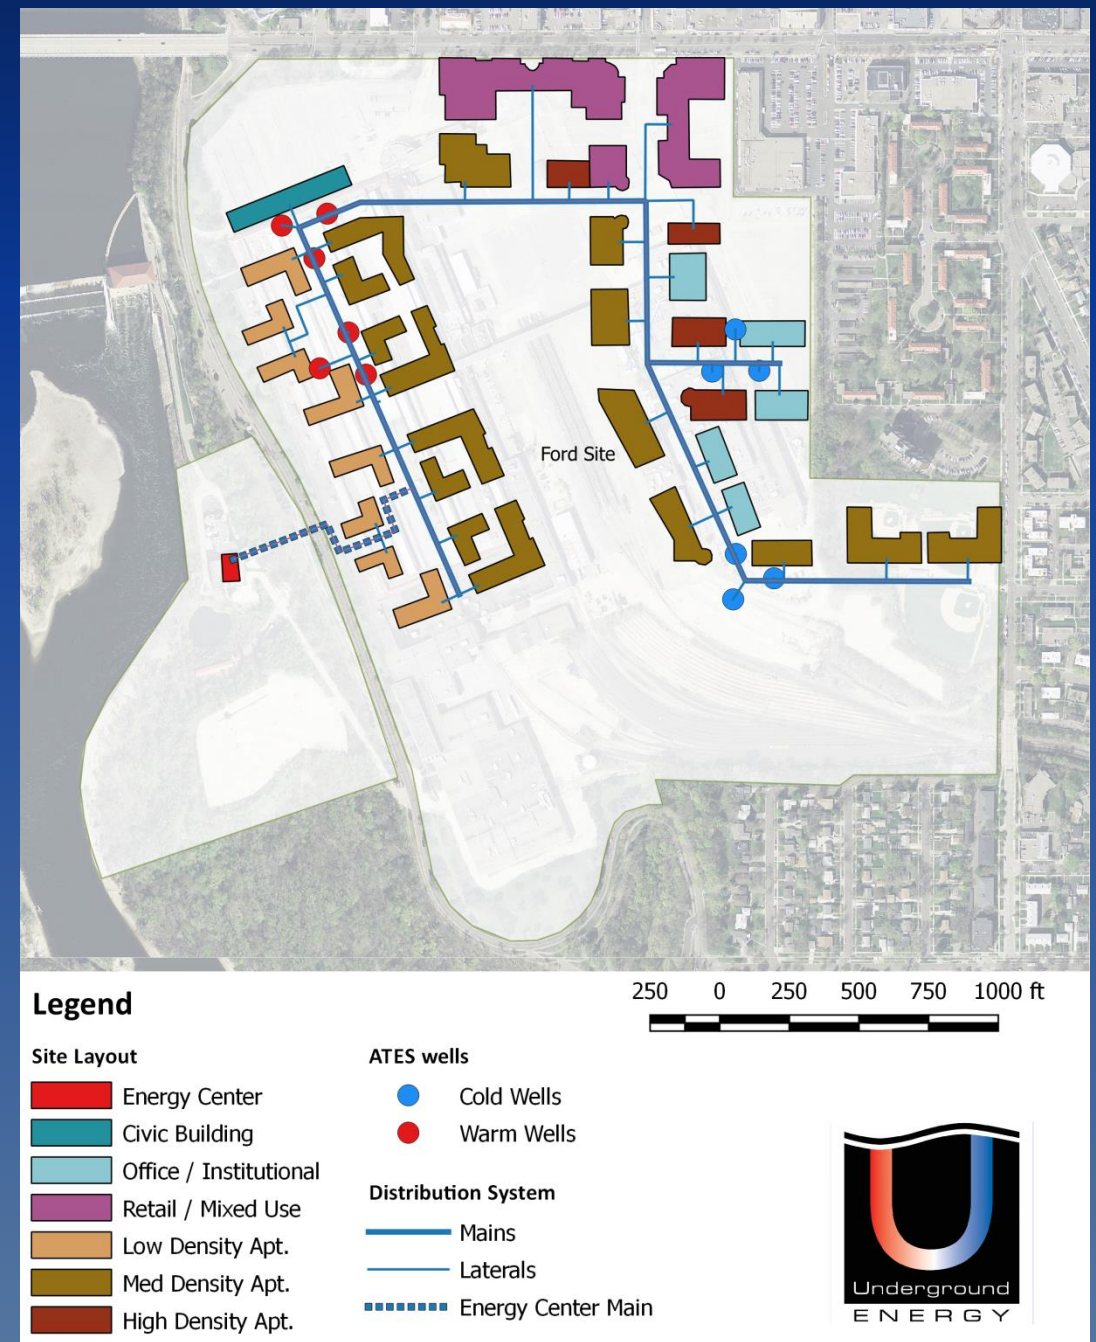 Ford Site
Legend
250 0 250 500 750 1000 ft
Site Layout
Energy Center
Civic Building
Office / Institutional
Retail / Mixed Use
Low Density Apt.
Med Density Apt.
High Density Apt.
ATES wells
Cold Wells
Warm Wells
Distribution System
Mains
Laterals
Energy Center Main
Underground
ENERGY